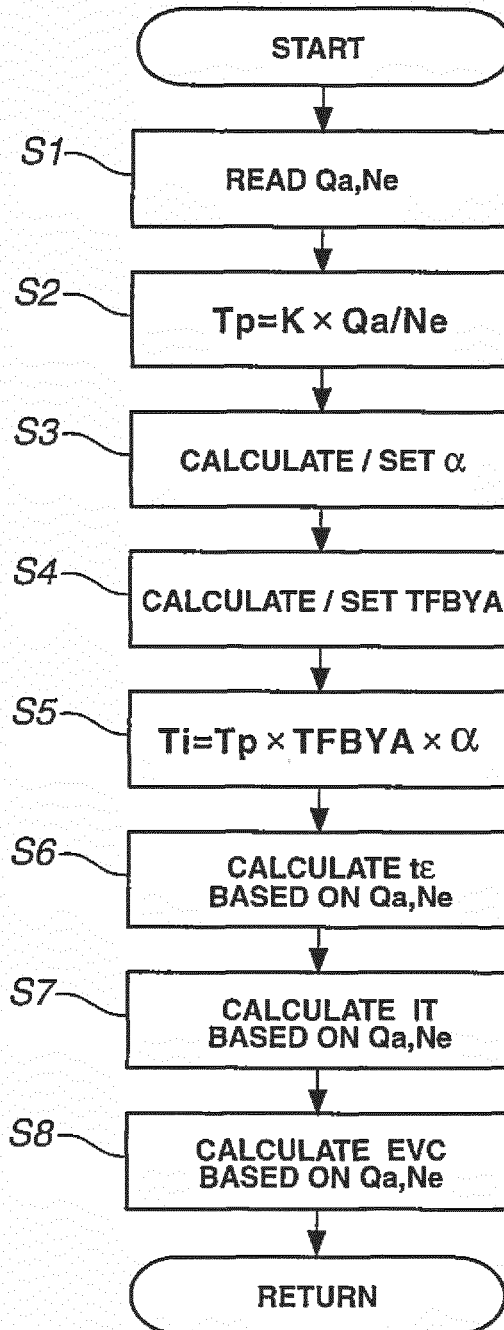 START
S1
READ Qa,Ne
S2
Tp=K × Qa/Ne
S3
CALCULATE / SET α
S4
CALCULATE / SET TFBYA
S5
Ti=Tp × TFBYA × α
S6
CALCULATE tε
BASED ON Qa,Ne
S7
CALCULATE IT
BASED ON Qa,Ne
S8
CALCULATE EVC
BASED ON Qa,Ne
RETURN